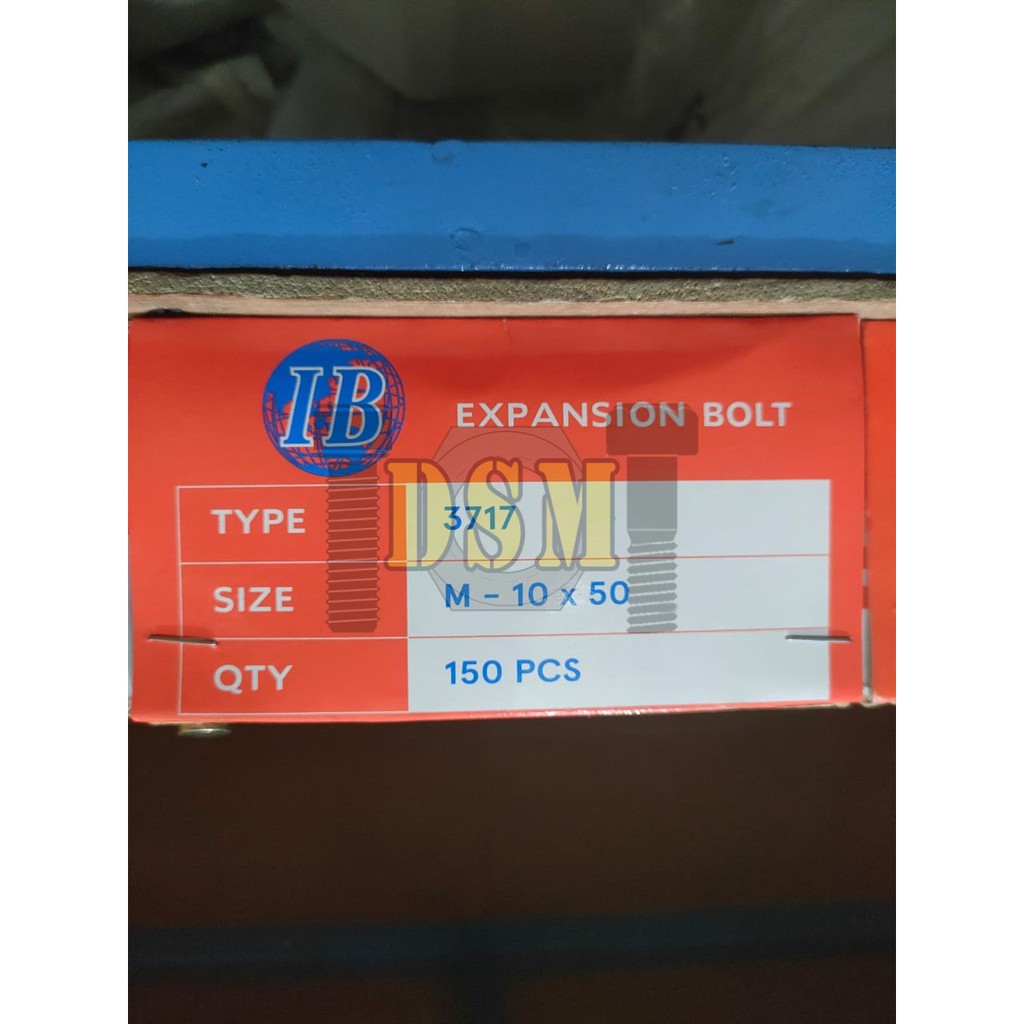 IB
EXPANSION BOLT
DSM
TYPE 3717
SIZE M - 10 x 50
QTY 150 PCS